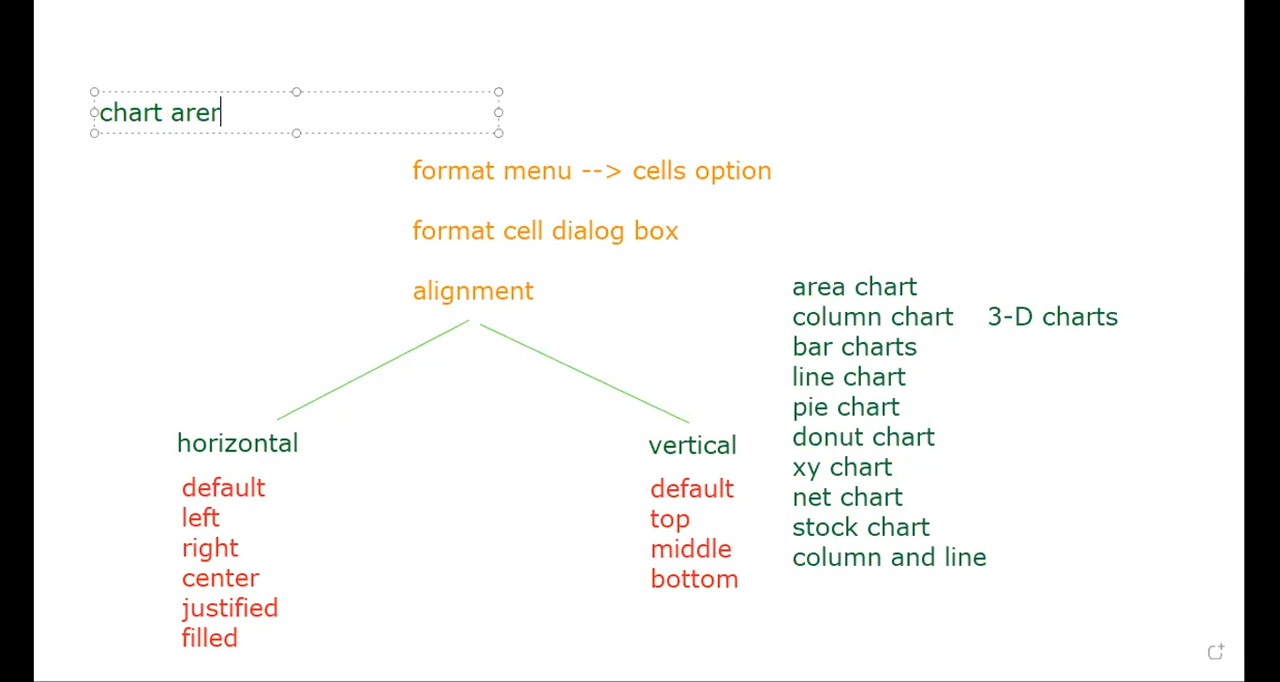 chart arer
format menu --> cells option
format cell dialog box
alignment
horizontal
default
left
right
center
justified
filled
vertical
default
top
middle
bottom
area chart
column chart 3-D charts
bar charts
line chart
pie chart
donut chart
xy chart
net chart
stock chart
column and line